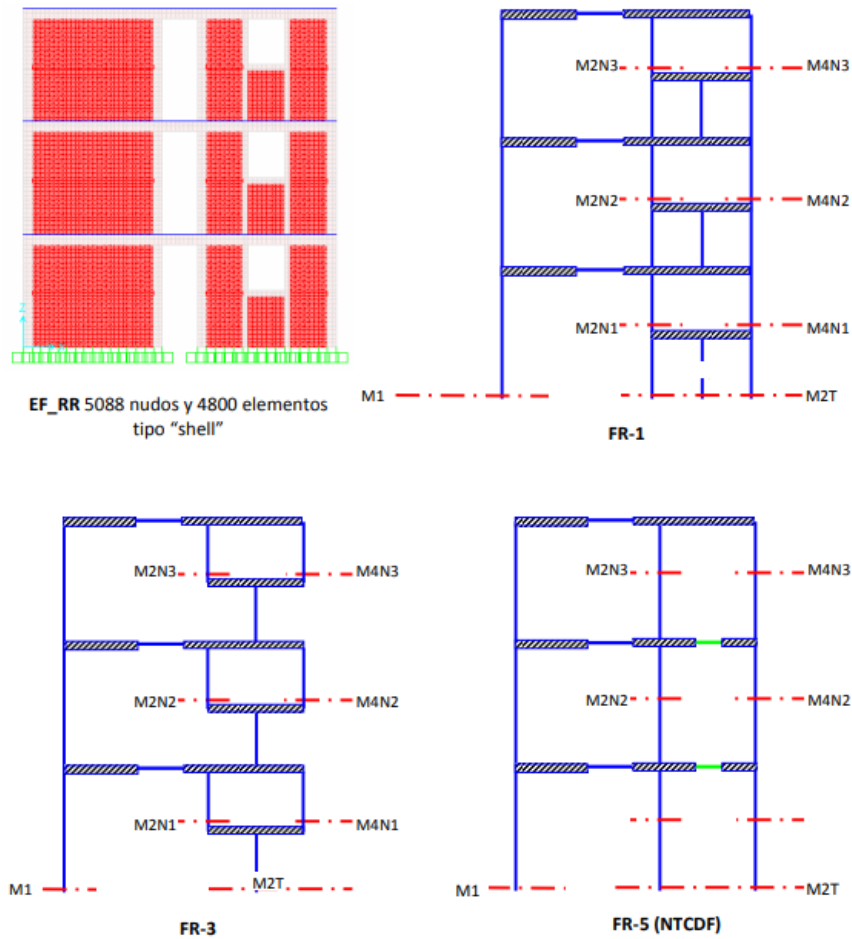 Z
EF_RR 5088 nudos y 4800 elementos
tipo “shell”
M2N3 M4N3
M2N2 M4N2
M2N1 M4N1
M1 M2T
FR-1
M2N3 M4N3
M2N2 M4N2
M2N1 M4N1
M1 M2T
FR-3
M2N3 M4N3
M2N2 M4N2
M1 M2T
FR-5 (NTCDF)